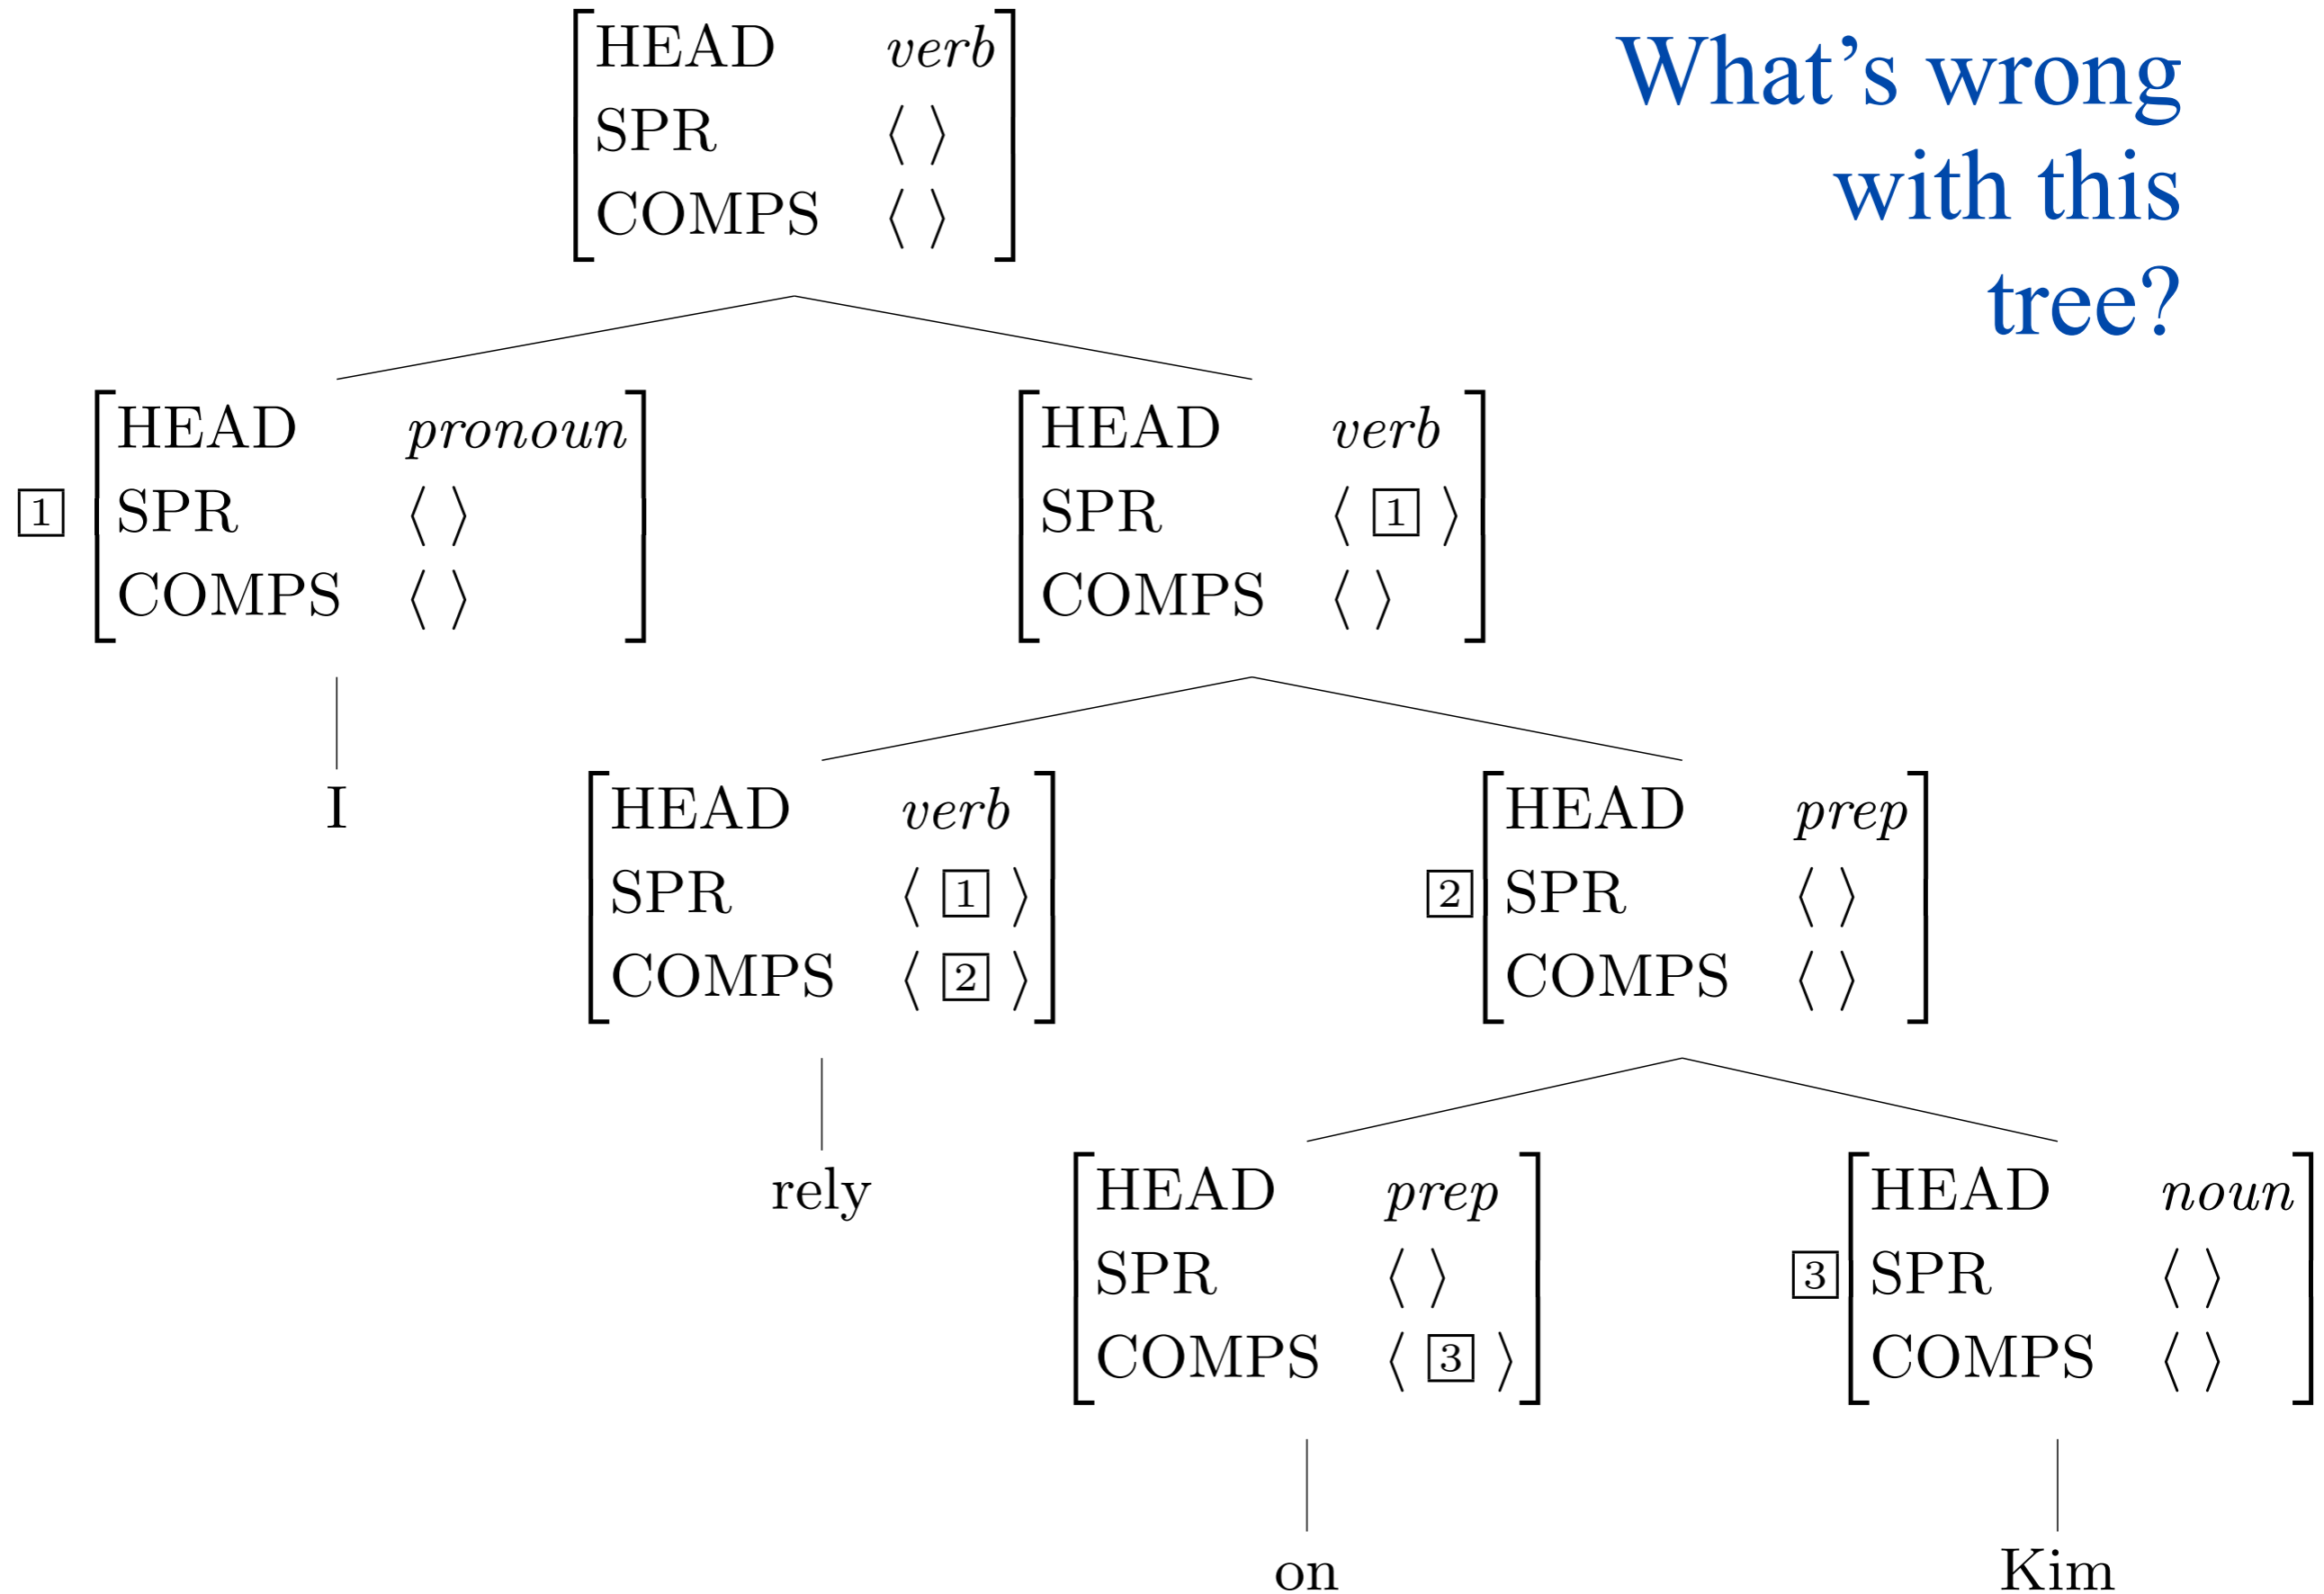 What's wrong
with this
tree?
HEAD verb
SPR ⟨ ⟩
COMPS ⟨ ⟩
1
HEAD pronoun
SPR ⟨ ⟩
COMPS ⟨ ⟩
HEAD verb
SPR ⟨ 1 ⟩
COMPS ⟨ ⟩
I
HEAD verb
SPR ⟨ 1 ⟩
COMPS ⟨ 2 ⟩
2
HEAD prep
SPR ⟨ ⟩
COMPS ⟨ ⟩
rely
HEAD prep
SPR ⟨ ⟩
COMPS ⟨ 3 ⟩
3
HEAD noun
SPR ⟨ ⟩
COMPS ⟨ ⟩
on
Kim